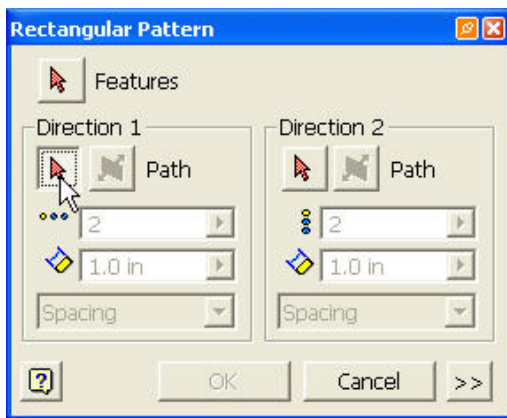 Rectangular Pattern
Features
Direction 1
Direction 2
Path
Path
2
2
1.0 in
1.0 in
Spacing
Spacing
?
OK
Cancel
>>